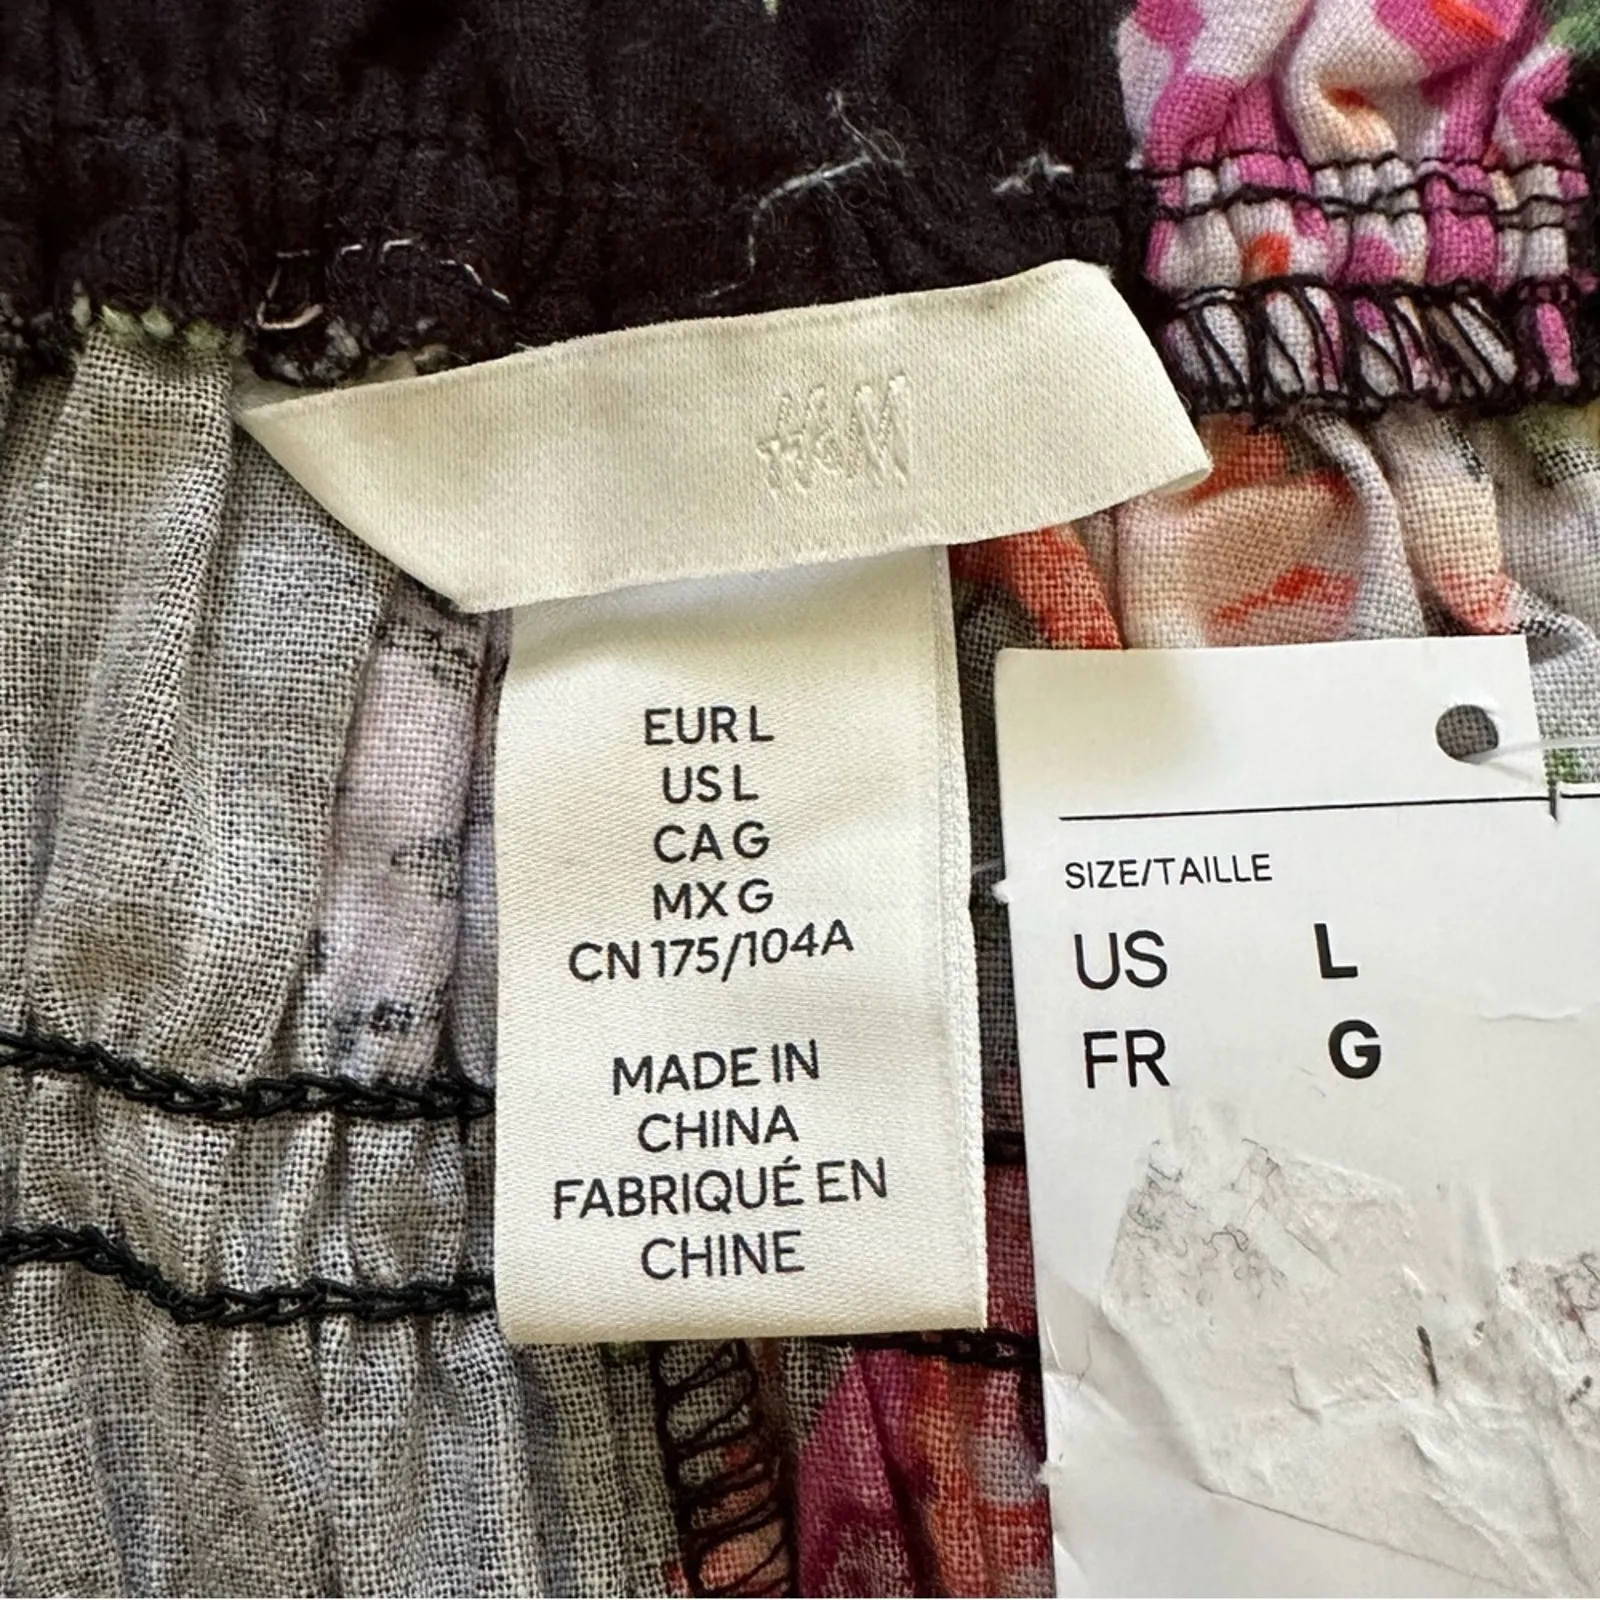 H&M
EUR L
US L
CA G
MX G
CN 175/104A
MADE IN
CHINA
FABRIQUÉ EN
CHINE
SIZE/TAILLE
US L
FR G